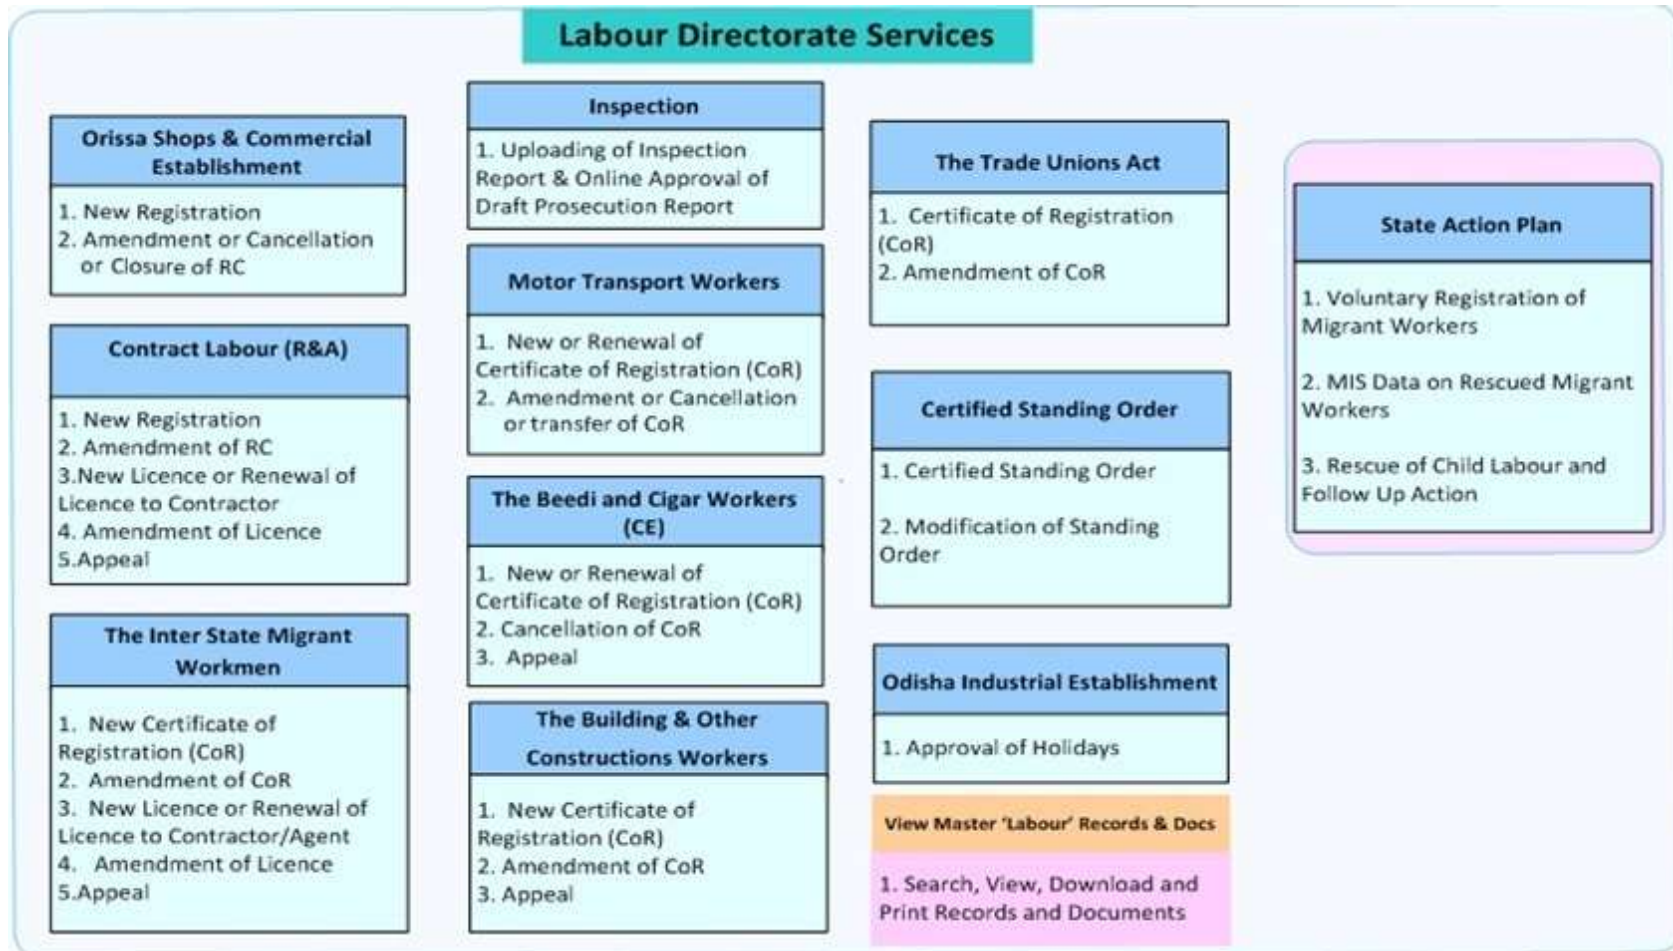 Labour Directorate Services
Orissa Shops & Commercial
Establishment
1. New Registration
2. Amendment or Cancellation
or Closure of RC
Contract Labour (R&A)
1. New Registration
2. Amendment of RC
3.New Licence or Renewal of
Licence to Contractor
4. Amendment of Licence
5.Appeal
The Inter State Migrant
Workmen
1. New Certificate of
Registration (CoR)
2. Amendment of CoR
3. New Licence or Renewal of
Licence to Contractor/Agent
4. Amendment of Licence
5.Appeal
Inspection
1. Uploading of Inspection
Report & Online Approval of
Draft Prosecution Report
Motor Transport Workers
1. New or Renewal of
Certificate of Registration (CoR)
2. Amendment or Cancellation
or transfer of CoR
The Beedi and Cigar Workers
(CE)
1. New or Renewal of
Certificate of Registration (CoR)
2. Cancellation of CoR
3. Appeal
The Building & Other
Constructions Workers
1. New Certificate of
Registration (CoR)
2. Amendment of CoR
3. Appeal
The Trade Unions Act
1. Certificate of Registration
(CoR)
2. Amendment of CoR
Certified Standing Order
1. Certified Standing Order
2. Modification of Standing
Order
Odisha Industrial Establishment
1. Approval of Holidays
View Master ‘Labour’ Records & Docs
1. Search, View, Download and
Print Records and Documents
State Action Plan
1. Voluntary Registration of
Migrant Workers
2. MIS Data on Rescued Migrant
Workers
3. Rescue of Child Labour and
Follow Up Action